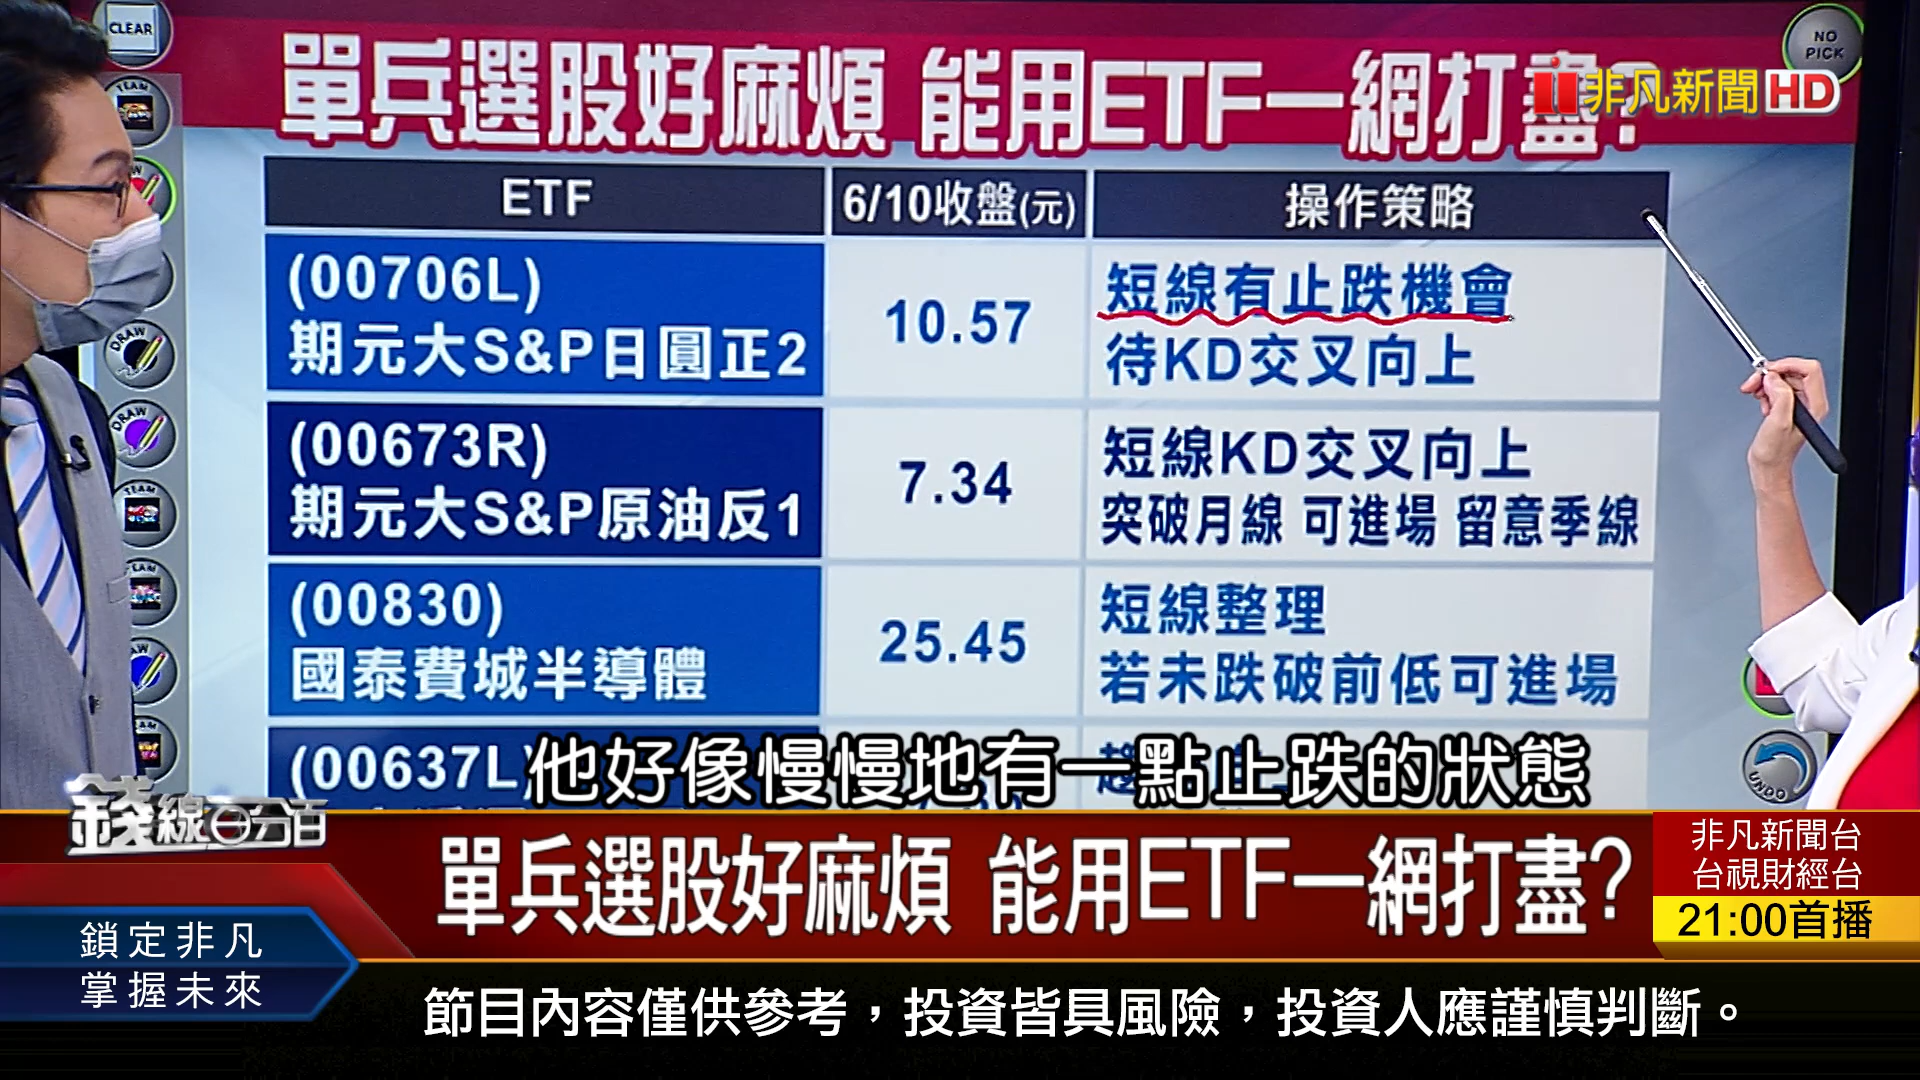 CLEAR
NO PICK
單兵選股好麻煩 能用ETF一網打盡?
非凡新聞HD
ETF
6/10收盤(元)
操作策略
(00706L)
期元大S&P日圓正2
10.57
短線有止跌機會
待KD交叉向上
(00673R)
期元大S&P原油反1
7.34
短線KD交叉向上
突破月線 可進場 留意季線
(00830)
國泰費城半導體
25.45
短線整理
若未跌破前低可進場
(00637L)
TEAM
DRAW
DRAW
TEAM
TEAM
TEAM
UNDO
他好像慢慢地有一點止跌的狀態
錢線百分百
單兵選股好麻煩 能用ETF一網打盡?
非凡新聞台
台視財經台
21:00首播
鎖定非凡
掌握未來
節目內容僅供參考，投資皆具風險，投資人應謹慎判斷。